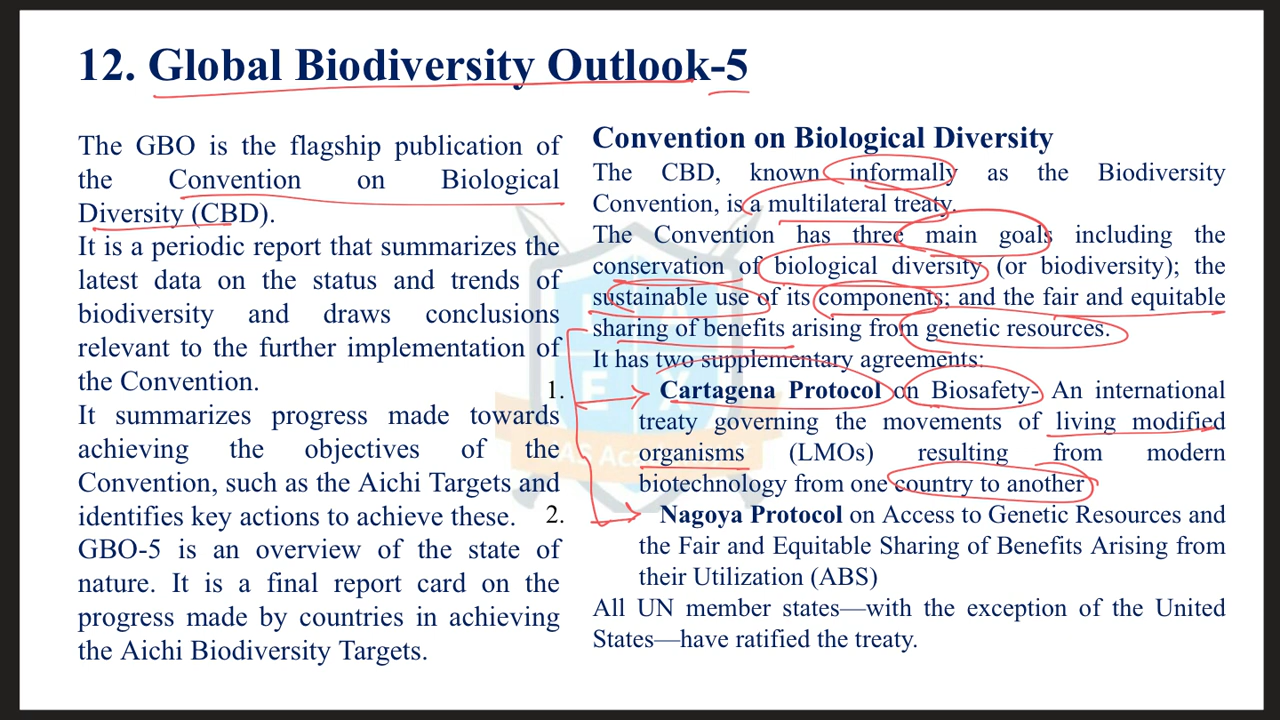 12. Global Biodiversity Outlook-5
The GBO is the flagship publication of
the Convention on Biological
Diversity (CBD).
It is a periodic report that summarizes the
latest data on the status and trends of
biodiversity and draws conclusions
relevant to the further implementation of
the Convention.
It summarizes progress made towards
achieving the objectives of the
Convention, such as the Aichi Targets and
identifies key actions to achieve these.
GBO-5 is an overview of the state of
nature. It is a final report card on the
progress made by countries in achieving
the Aichi Biodiversity Targets.
Convention on Biological Diversity
The CBD, known informally as the Biodiversity
Convention, is a multilateral treaty.
The Convention has three main goals including the
conservation of biological diversity (or biodiversity); the
sustainable use of its components; and the fair and equitable
sharing of benefits arising from genetic resources.
It has two supplementary agreements:
1. Cartagena Protocol on Biosafety- An international
treaty governing the movements of living modified
organisms (LMOs) resulting from modern
biotechnology from one country to another
2. Nagoya Protocol on Access to Genetic Resources and
the Fair and Equitable Sharing of Benefits Arising from
their Utilization (ABS)
All UN member states—with the exception of the United
States—have ratified the treaty.